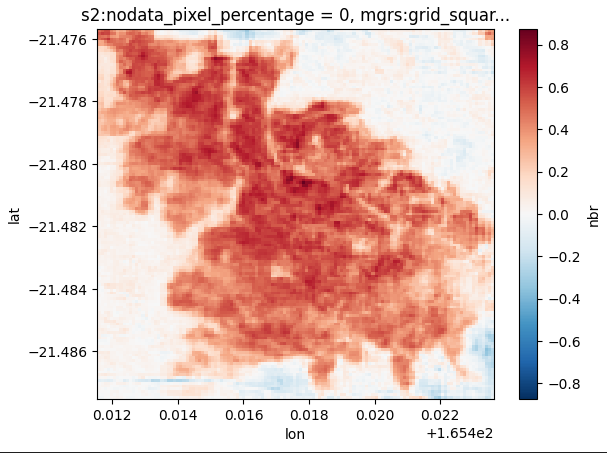 s2:nodata_pixel_percentage = 0, mgrs:grid_squar...
−21.476
−21.478
−21.480
−21.482
−21.484
−21.486
lat
0.012 0.014 0.016 0.018 0.020 0.022
lon
+1.654e2
0.8
0.6
0.4
0.2
0.0
−0.2
−0.4
−0.6
−0.8
nbr